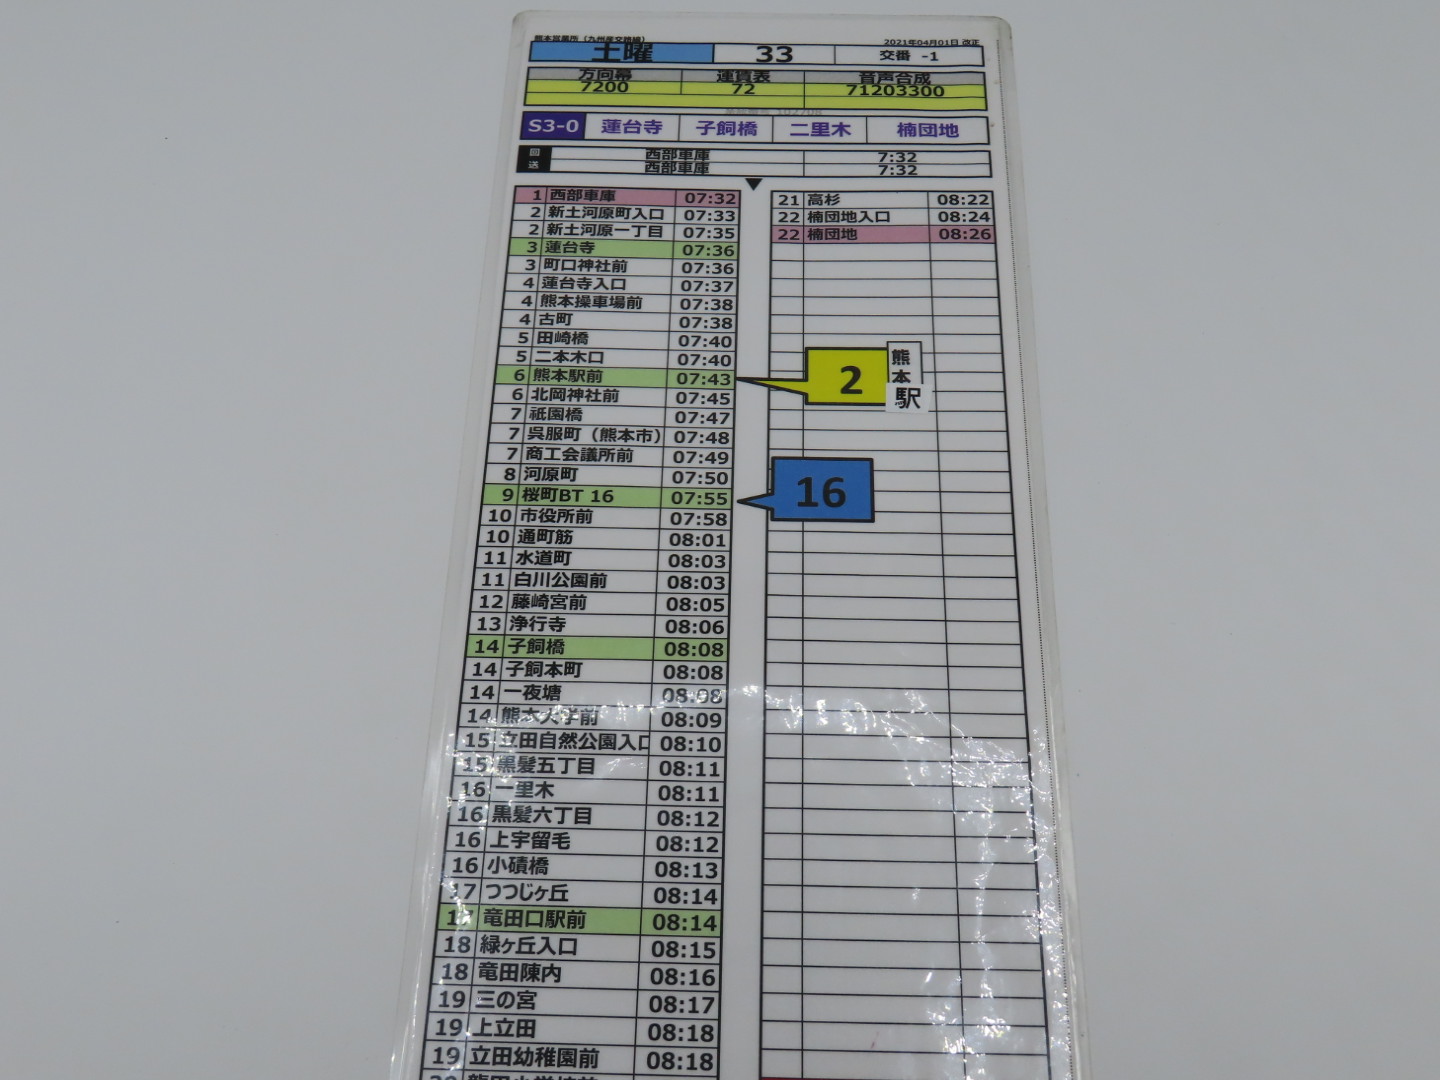 熊本営業所（九州産交路線）
2021年04月01日 改正
土曜 33 交番 -1
方向幕 運賃表 音声合成
7200 72 71203300
S3-0 蓮台寺 子飼橋 二里木 楠団地
回送 西部車庫 7:32
西部車庫 7:32
1 西部車庫 07:32
2 新土河原町入口 07:33
2 新土河原一丁目 07:35
3 蓮台寺 07:36
3 町口神社前 07:36
4 蓮台寺入口 07:37
4 熊本操車場前 07:38
4 古町 07:38
5 田崎橋 07:40
5 二本木口 07:40
6 熊本駅前 07:43
6 北岡神社前 07:45
7 祇園橋 07:47
7 呉服町（熊本市） 07:48
7 商工会議所前 07:49
8 河原町 07:50
9 桜町BT 16 07:55
10 市役所前 07:58
10 通町筋 08:01
11 水道町 08:03
11 白川公園前 08:03
12 藤崎宮前 08:05
13 浄行寺 08:06
14 子飼橋 08:08
14 子飼本町 08:08
14 一夜塘 08:08
14 熊本大学前 08:09
15 立田自然公園入口 08:10
15 黒髪五丁目 08:11
16 一里木 08:11
16 黒髪六丁目 08:12
16 上宇留毛 08:12
16 小磧橋 08:13
17 つつじヶ丘 08:14
17 竜田口駅前 08:14
18 緑ヶ丘入口 08:15
18 竜田陳内 08:16
19 三の宮 08:17
19 上立田 08:18
19 立田幼稚園前 08:18
21 高杉 08:22
22 楠団地入口 08:24
22 楠団地 08:26
2 熊本駅
16